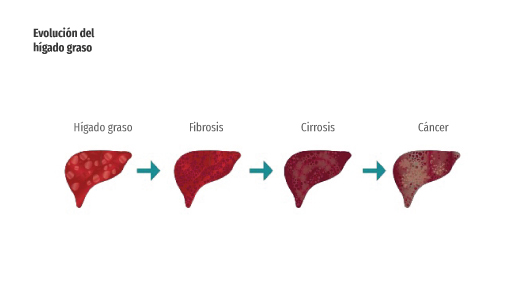 Evolución del
hígado graso
Hígado graso
Fibrosis
Cirrosis
Cáncer